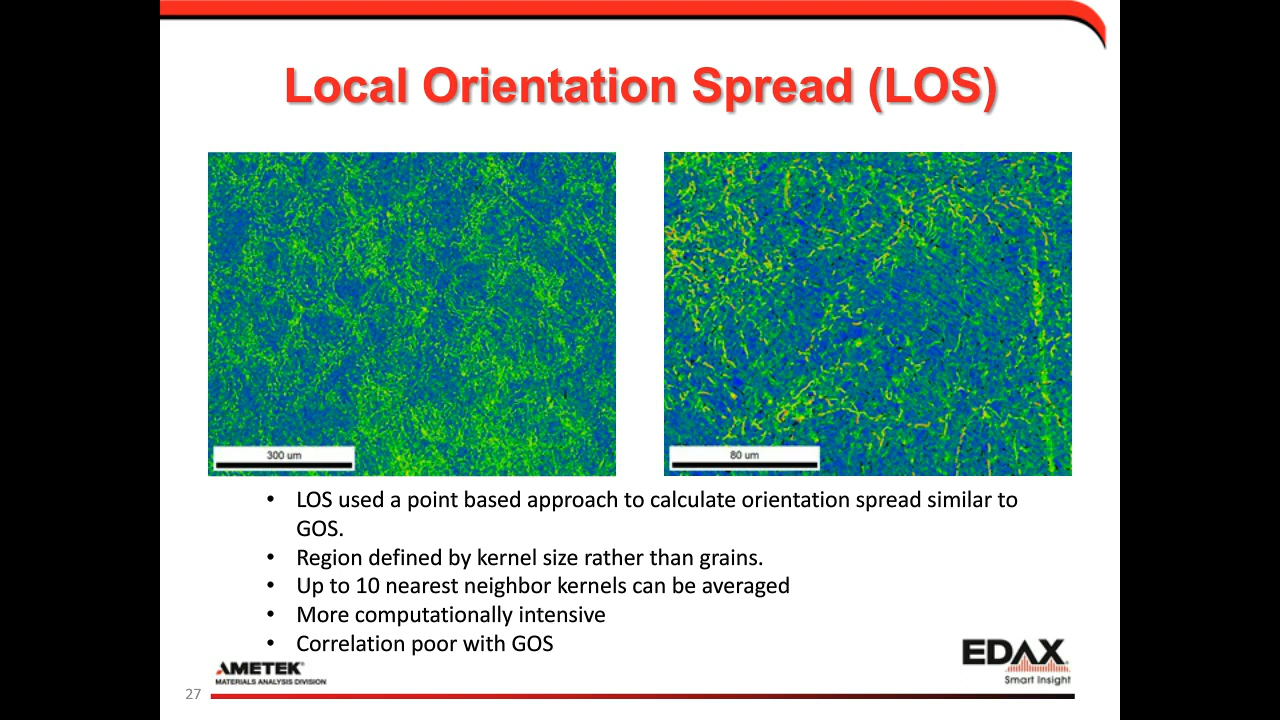 Local Orientation Spread (LOS)
300 um
80 um
• LOS used a point based approach to calculate orientation spread similar to
GOS.
• Region defined by kernel size rather than grains.
• Up to 10 nearest neighbor kernels can be averaged
• More computationally intensive
• Correlation poor with GOS
AMETEK®
MATERIALS ANALYSIS DIVISION
EDAX
Smart Insight
27